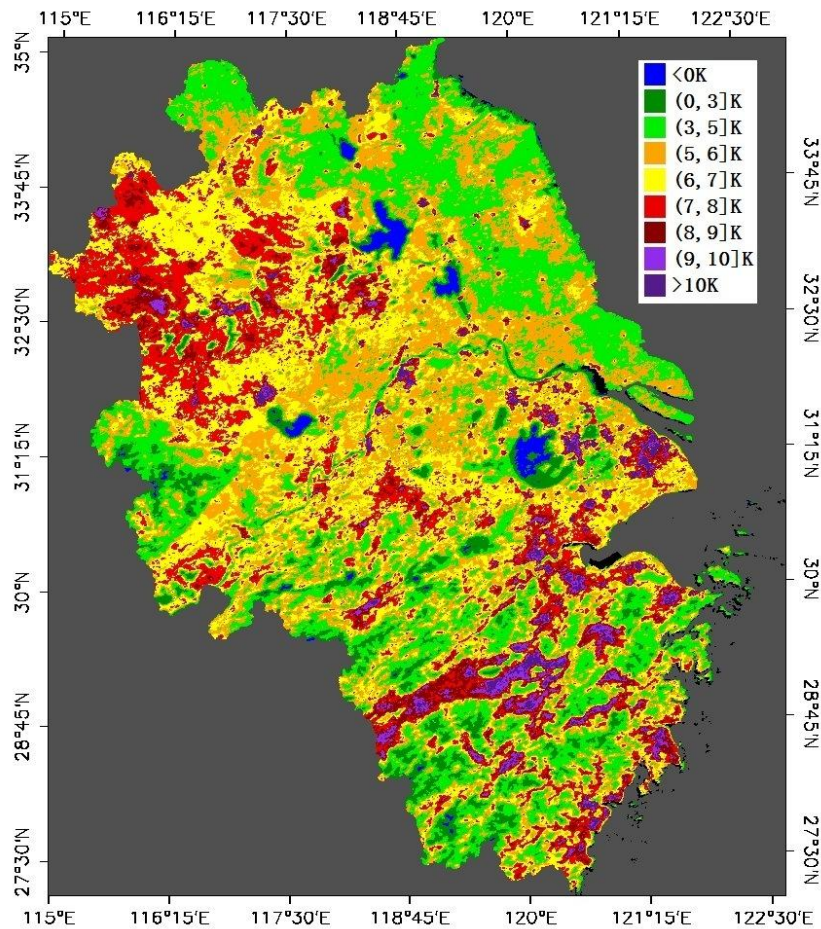 115°E 116°15'E 117°30'E 118°45'E 120°E 121°15'E 122°30'E
35°N
33°45'N
32°30'N
31°15'N
30°N
28°45'N
27°30'N
<0K
(0, 3]K
(3, 5]K
(5, 6]K
(6, 7]K
(7, 8]K
(8, 9]K
(9, 10]K
>10K
33°45'N
32°30'N
31°15'N
30°N
28°45'N
27°30'N
115°E 116°15'E 117°30'E 118°45'E 120°E 121°15'E 122°30'E